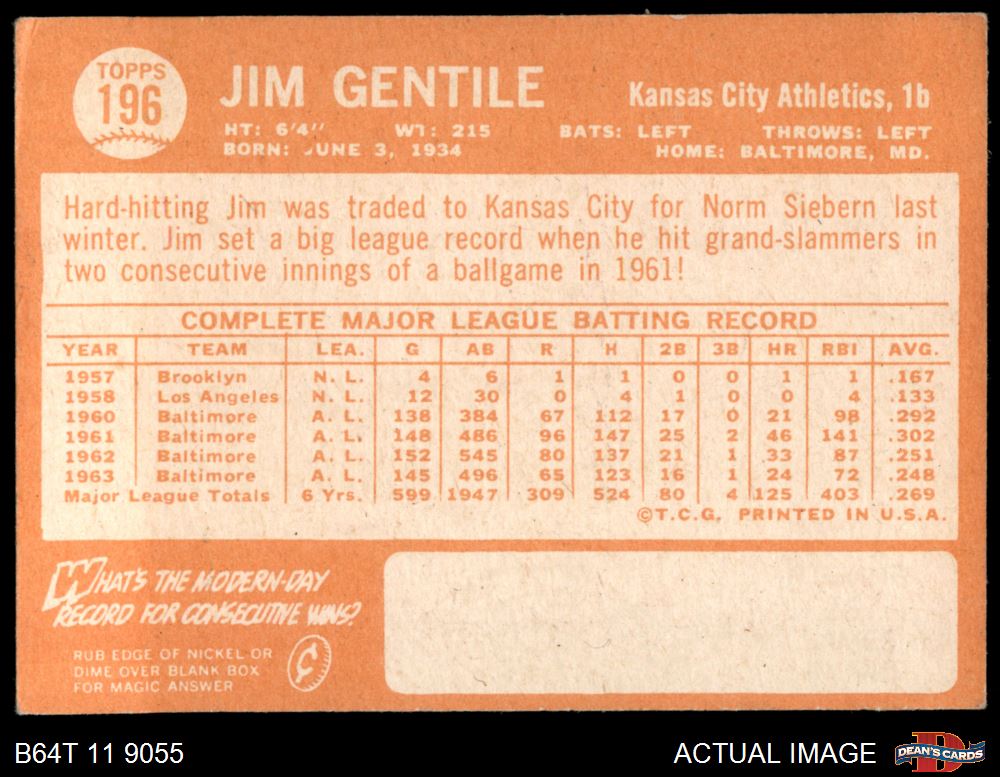 TOPPS
196
JIM GENTILE
Kansas City Athletics, 1b
HT: 6'4" WT: 215 BATS: LEFT THROWS: LEFT
BORN: JUNE 3, 1934 HOME: BALTIMORE, MD.
Hard-hitting Jim was traded to Kansas City for Norm Siebern last
winter. Jim set a big league record when he hit grand-slammers in
two consecutive innings of a ballgame in 1961!
COMPLETE MAJOR LEAGUE BATTING RECORD
YEAR TEAM LEA. G AB R H 2B 3B HR RBI AVG.
1957 Brooklyn N. L. 4 6 1 1 0 0 1 1 .167
1958 Los Angeles N. L. 12 30 0 4 1 0 0 4 .133
1960 Baltimore A. L. 138 384 67 112 17 0 21 98 .292
1961 Baltimore A. L. 148 486 96 147 25 2 46 141 .302
1962 Baltimore A. L. 152 545 80 137 21 1 33 87 .251
1963 Baltimore A. L. 145 496 65 123 16 1 24 72 .248
Major League Totals 6 Yrs. 599 1947 309 524 80 4 125 403 .269
©T.C.G. PRINTED IN U.S.A.
WHAT'S THE MODERN-DAY
RECORD FOR CONSECUTIVE WINS?
RUB EDGE OF NICKEL OR
DIME OVER BLANK BOX
FOR MAGIC ANSWER
¢
B64T 11 9055
ACTUAL IMAGE
D
DEAN'S CARDS